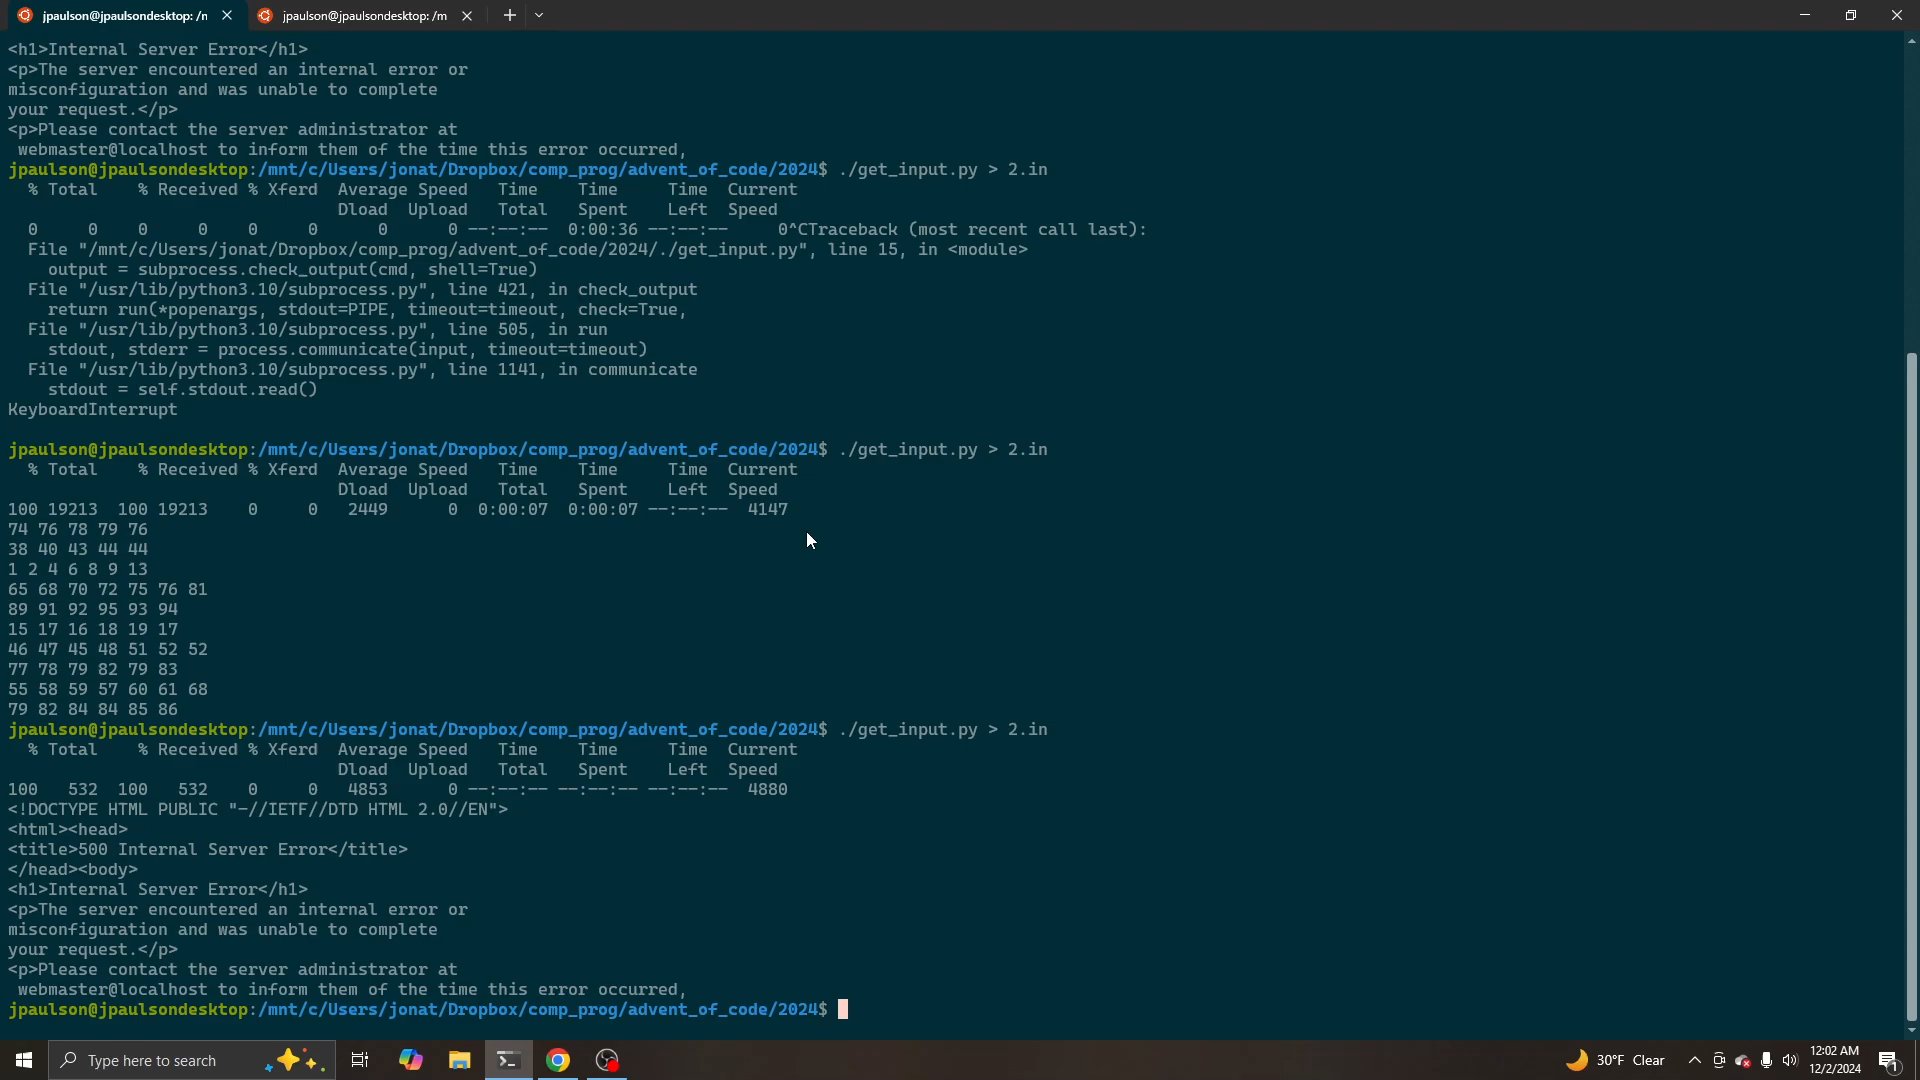 jpaulson@jpaulsondesktop: /n
jpaulson@jpaulsondesktop: /m
<h1>Internal Server Error</h1>
<p>The server encountered an internal error or
misconfiguration and was unable to complete
your request.</p>
<p>Please contact the server administrator at
 webmaster@localhost to inform them of the time this error occurred,
jpaulson@jpaulsondesktop:/mnt/c/Users/jonat/Dropbox/comp_prog/advent_of_code/2024$ ./get_input.py > 2.in
  % Total    % Received % Xferd  Average Speed   Time    Time     Time  Current
                                 Dload  Upload   Total   Spent    Left  Speed
  0     0    0     0    0     0      0      0 --:--:--  0:00:36 --:--:--     0^CTraceback (most recent call last):
  File "/mnt/c/Users/jonat/Dropbox/comp_prog/advent_of_code/2024/./get_input.py", line 15, in <module>
    output = subprocess.check_output(cmd, shell=True)
  File "/usr/lib/python3.10/subprocess.py", line 421, in check_output
    return run(*popenargs, stdout=PIPE, timeout=timeout, check=True,
  File "/usr/lib/python3.10/subprocess.py", line 505, in run
    stdout, stderr = process.communicate(input, timeout=timeout)
  File "/usr/lib/python3.10/subprocess.py", line 1141, in communicate
    stdout = self.stdout.read()
KeyboardInterrupt

jpaulson@jpaulsondesktop:/mnt/c/Users/jonat/Dropbox/comp_prog/advent_of_code/2024$ ./get_input.py > 2.in
  % Total    % Received % Xferd  Average Speed   Time    Time     Time  Current
                                 Dload  Upload   Total   Spent    Left  Speed
100 19213  100 19213    0     0   2449      0  0:00:07  0:00:07 --:--:--  4147
74 76 78 79 76
38 40 43 44 44
1 2 4 6 8 9 13
65 68 70 72 75 76 81
89 91 92 95 93 94
15 17 16 18 19 17
46 47 45 48 51 52 52
77 78 79 82 79 83
55 58 59 57 60 61 68
79 82 84 84 85 86
jpaulson@jpaulsondesktop:/mnt/c/Users/jonat/Dropbox/comp_prog/advent_of_code/2024$ ./get_input.py > 2.in
  % Total    % Received % Xferd  Average Speed   Time    Time     Time  Current
                                 Dload  Upload   Total   Spent    Left  Speed
100   532  100   532    0     0   4853      0 --:--:-- --:--:-- --:--:--  4880
<!DOCTYPE HTML PUBLIC "-//IETF//DTD HTML 2.0//EN">
<html><head>
<title>500 Internal Server Error</title>
</head><body>
<h1>Internal Server Error</h1>
<p>The server encountered an internal error or
misconfiguration and was unable to complete
your request.</p>
<p>Please contact the server administrator at
 webmaster@localhost to inform them of the time this error occurred,
jpaulson@jpaulsondesktop:/mnt/c/Users/jonat/Dropbox/comp_prog/advent_of_code/2024$
Type here to search
30°F Clear
12:02 AM
12/2/2024
1